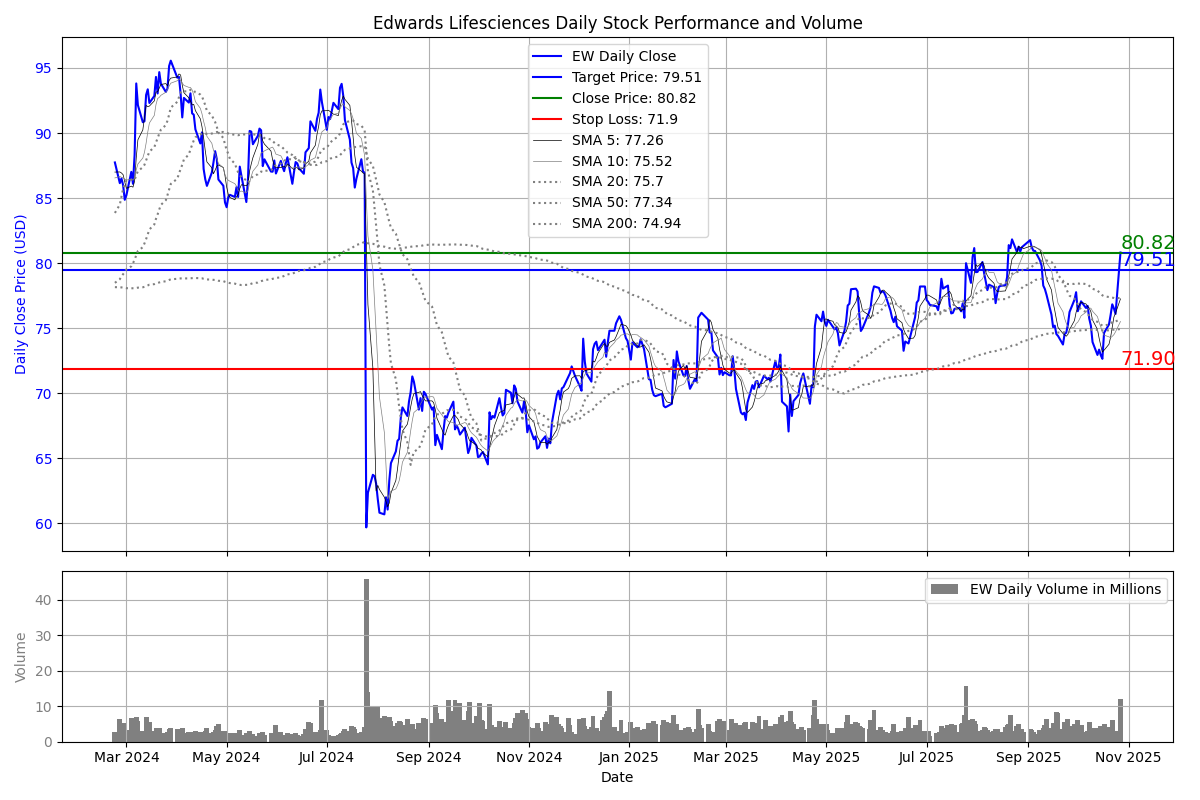 Edwards Lifesciences Daily Stock Performance and Volume
Daily Close Price (USD)
95
90
85
80
75
70
65
60
EW Daily Close
Target Price: 79.51
Close Price: 80.82
Stop Loss: 71.9
SMA 5: 77.26
SMA 10: 75.52
SMA 20: 75.7
SMA 50: 77.34
SMA 200: 74.94
80.82
79.51
71.90
Volume
40
30
20
10
0
EW Daily Volume in Millions
Mar 2024 May 2024 Jul 2024 Sep 2024 Nov 2024 Jan 2025 Mar 2025 May 2025 Jul 2025 Sep 2025 Nov 2025
Date